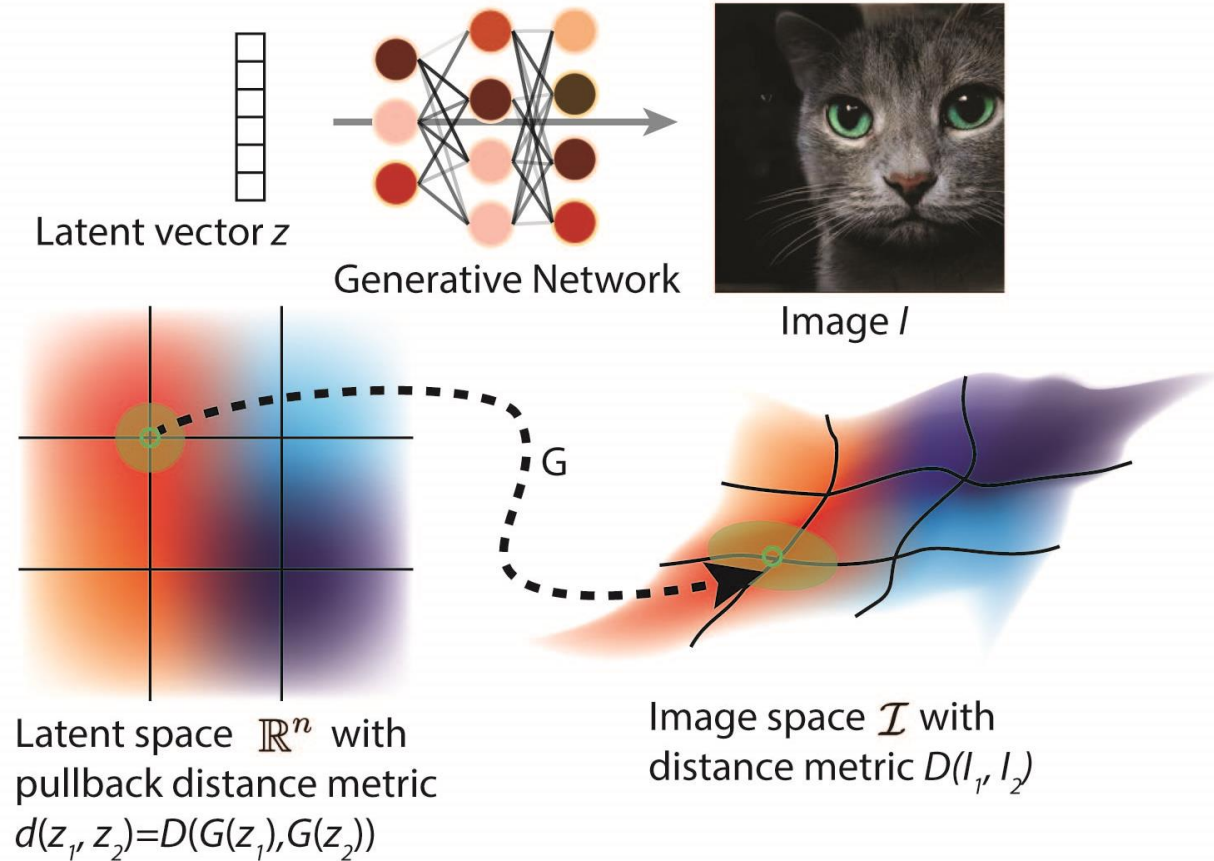 Latent vector z
Generative Network
Image I
G
Latent space ℝⁿ with
pullback distance metric
d(z₁, z₂)=D(G(z₁),G(z₂))
Image space ℐ with
distance metric D(I₁, I₂)